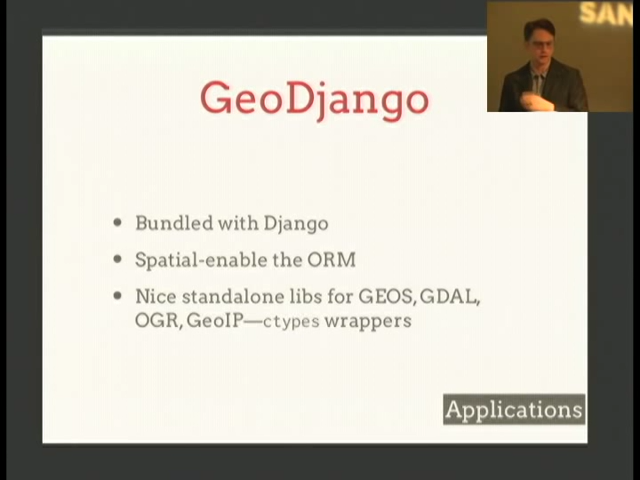 SAN
GeoDjango
• Bundled with Django
• Spatial-enable the ORM
• Nice standalone libs for GEOS, GDAL,
OGR, GeoIP—ctypes wrappers
Applications